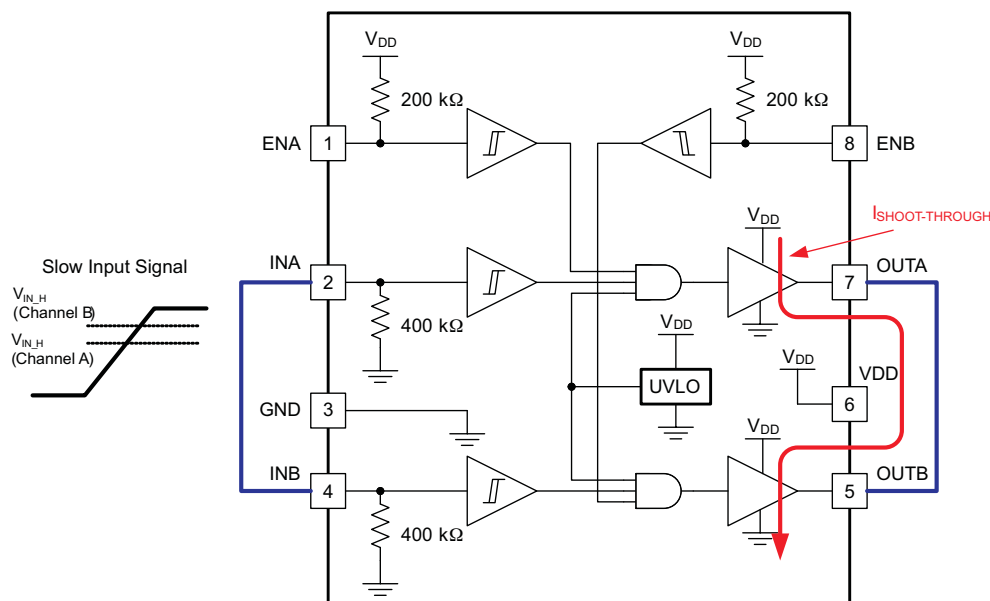 VDD
VDD
200 kΩ
200 kΩ
ENA
1
8
ENB
VDD
ISHOOT-THROUGH
Slow Input Signal
INA
2
7
OUTA
VIN_H
(Channel B)
VIN_H
(Channel A)
400 kΩ
VDD
VDD
VDD
UVLO
GND
3
6
VDD
INB
4
5
OUTB
400 kΩ